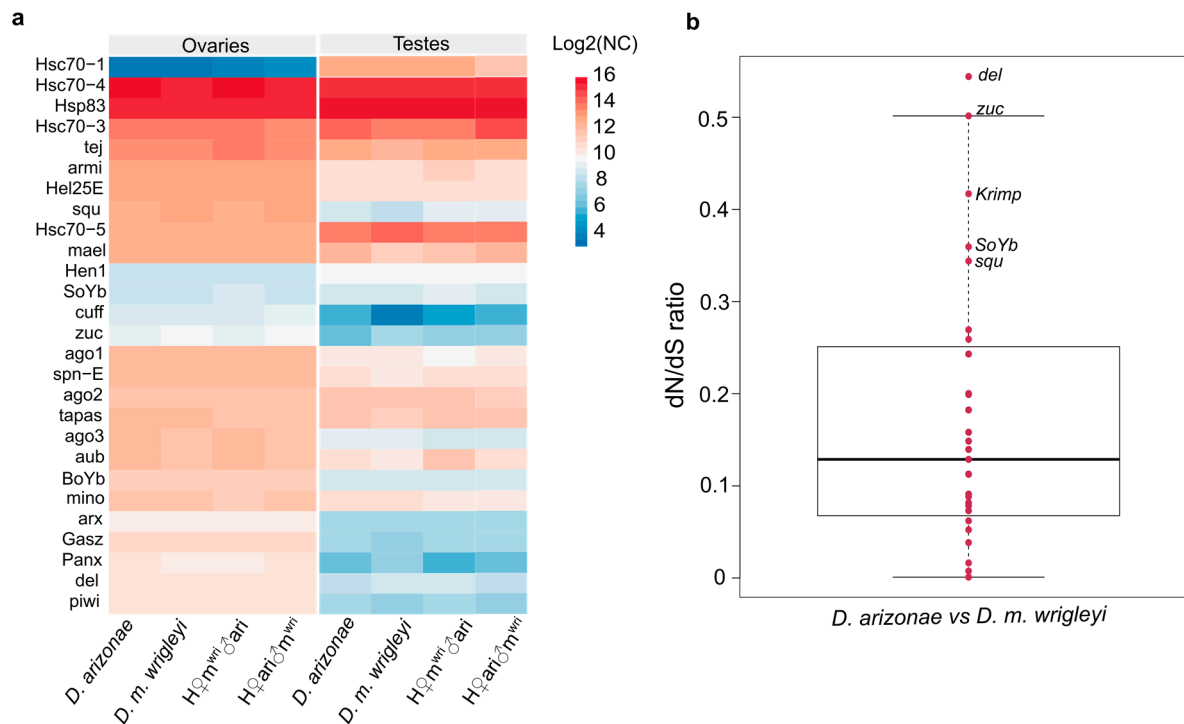 a
Ovaries
Testes
Log2(NC)
Hsc70−1
Hsc70−4
Hsp83
Hsc70−3
tej
armi
Hel25E
squ
Hsc70−5
mael
Hen1
SoYb
cuff
zuc
ago1
spn−E
ago2
tapas
ago3
aub
BoYb
mino
arx
Gasz
Panx
del
piwi
16
14
12
10
8
6
4
D. arizonae
D. m. wrigleyi
H♀mwri♂ari
H♀ari♂mwri
D. arizonae
D. m. wrigleyi
H♀mwri♂ari
H♀ari♂mwri
b
dN/dS ratio
0.5
0.4
0.3
0.2
0.1
0
del
zuc
Krimp
SoYb
squ
D. arizonae vs D. m. wrigleyi